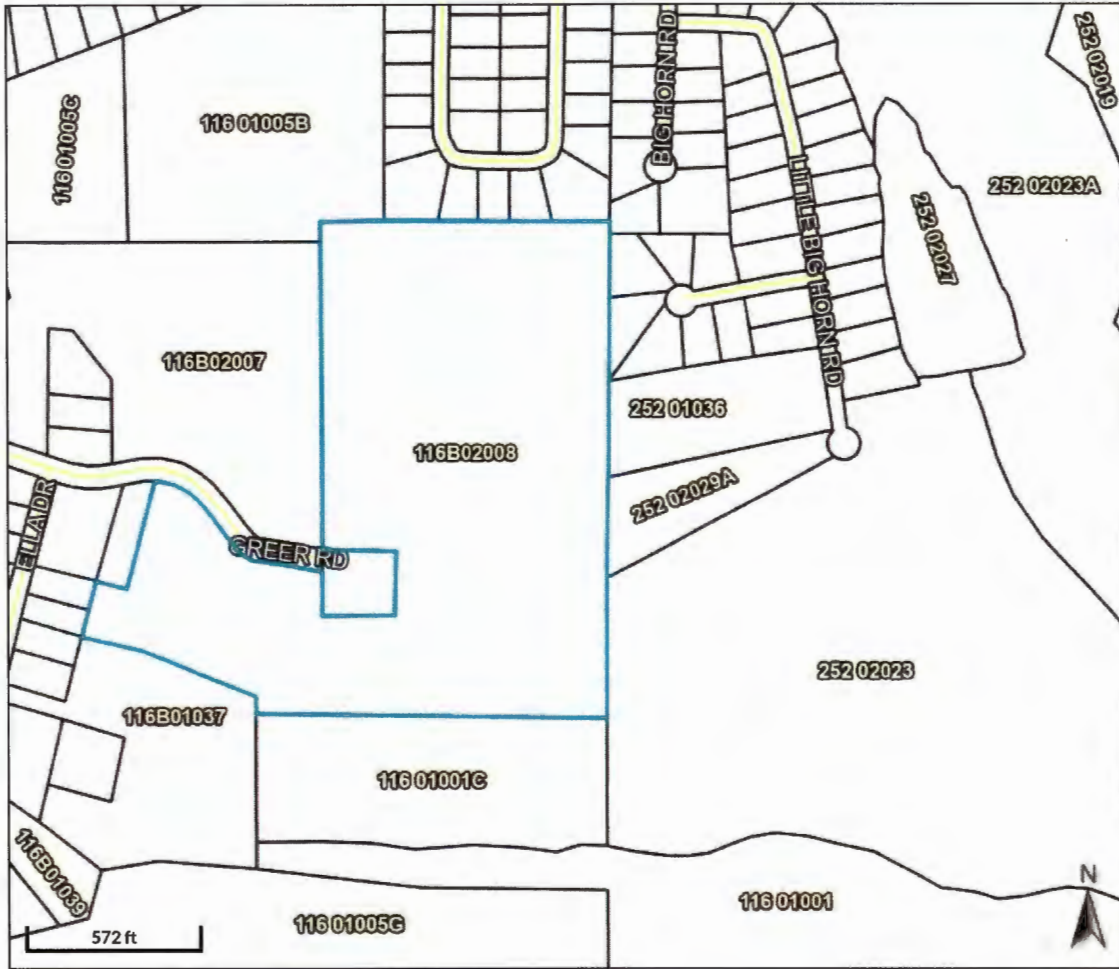 BIG HORN RD
252 02019
116 01005C
116 01005B
252 02023A
LITTLE BIG HORN RD
252 02027
116B02007
252 01036
116B02008
252 02029A
ELLA DR
GREER RD
252 02023
116B01037
116 01001C
116B01039
N
116 01001
116 01005G
572 ft